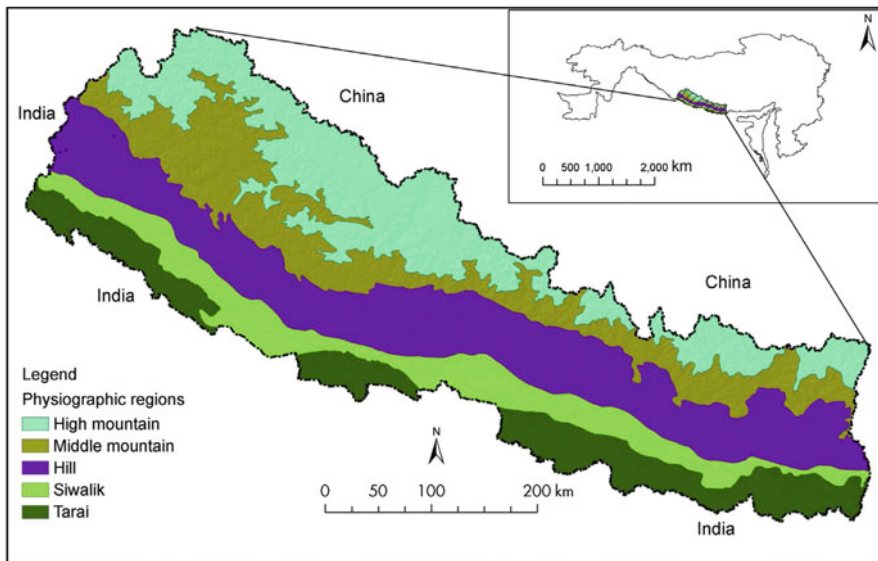 N
China
India
0 500 1,000 2,000 km
India
China
Legend
Physiographic regions
High mountain
Middle mountain
Hill
Siwalik
Tarai
N
0 50 100 200 km
India